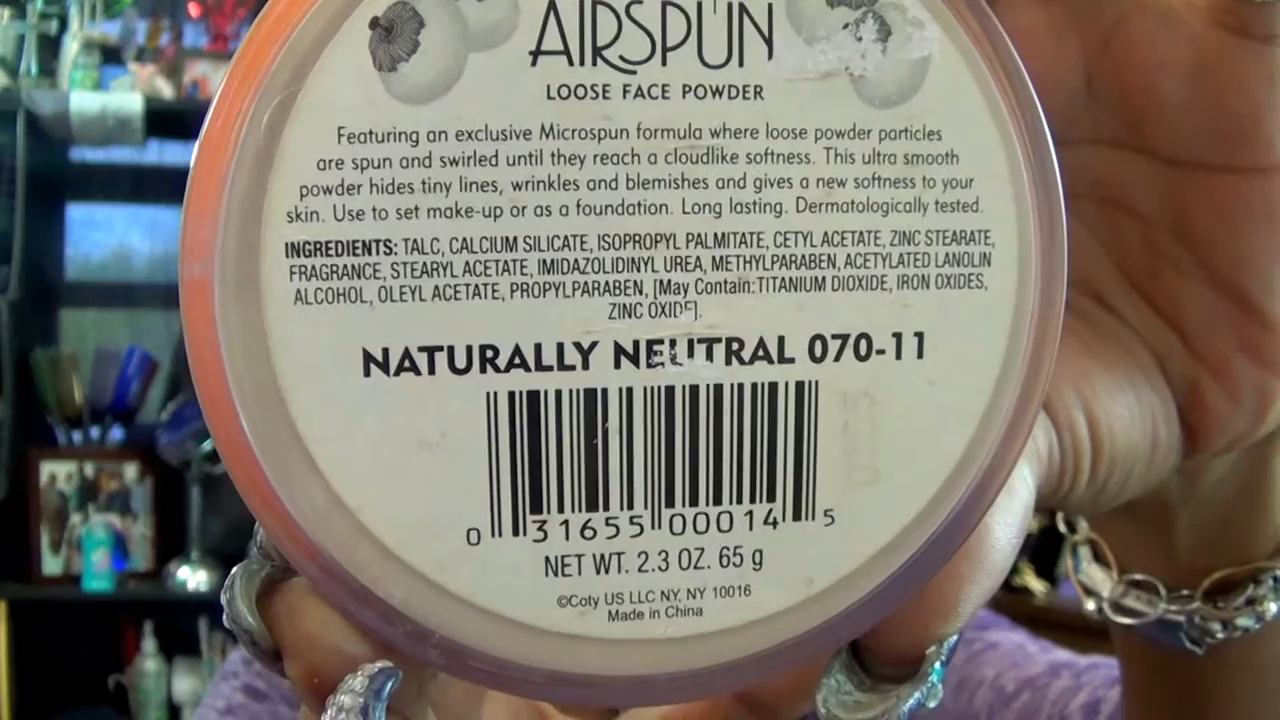 AIRSPUN
LOOSE FACE POWDER
Featuring an exclusive Microspun formula where loose powder particles
are spun and swirled until they reach a cloudlike softness. This ultra smooth
powder hides tiny lines, wrinkles and blemishes and gives a new softness to your
skin. Use to set make-up or as a foundation. Long lasting. Dermatologically tested.
INGREDIENTS: TALC, CALCIUM SILICATE, ISOPROPYL PALMITATE, CETYL ACETATE, ZINC STEARATE,
FRAGRANCE, STEARYL ACETATE, IMIDAZOLIDINYL UREA, METHYLPARABEN, ACETYLATED LANOLIN
ALCOHOL, OLEYL ACETATE, PROPYLPARABEN, [May Contain: TITANIUM DIOXIDE, IRON OXIDES,
ZINC OXIDE].
NATURALLY NEUTRAL 070-11
0 31655 00014 5
NET WT. 2.3 OZ. 65 g
©Coty US LLC NY, NY 10016
Made in China